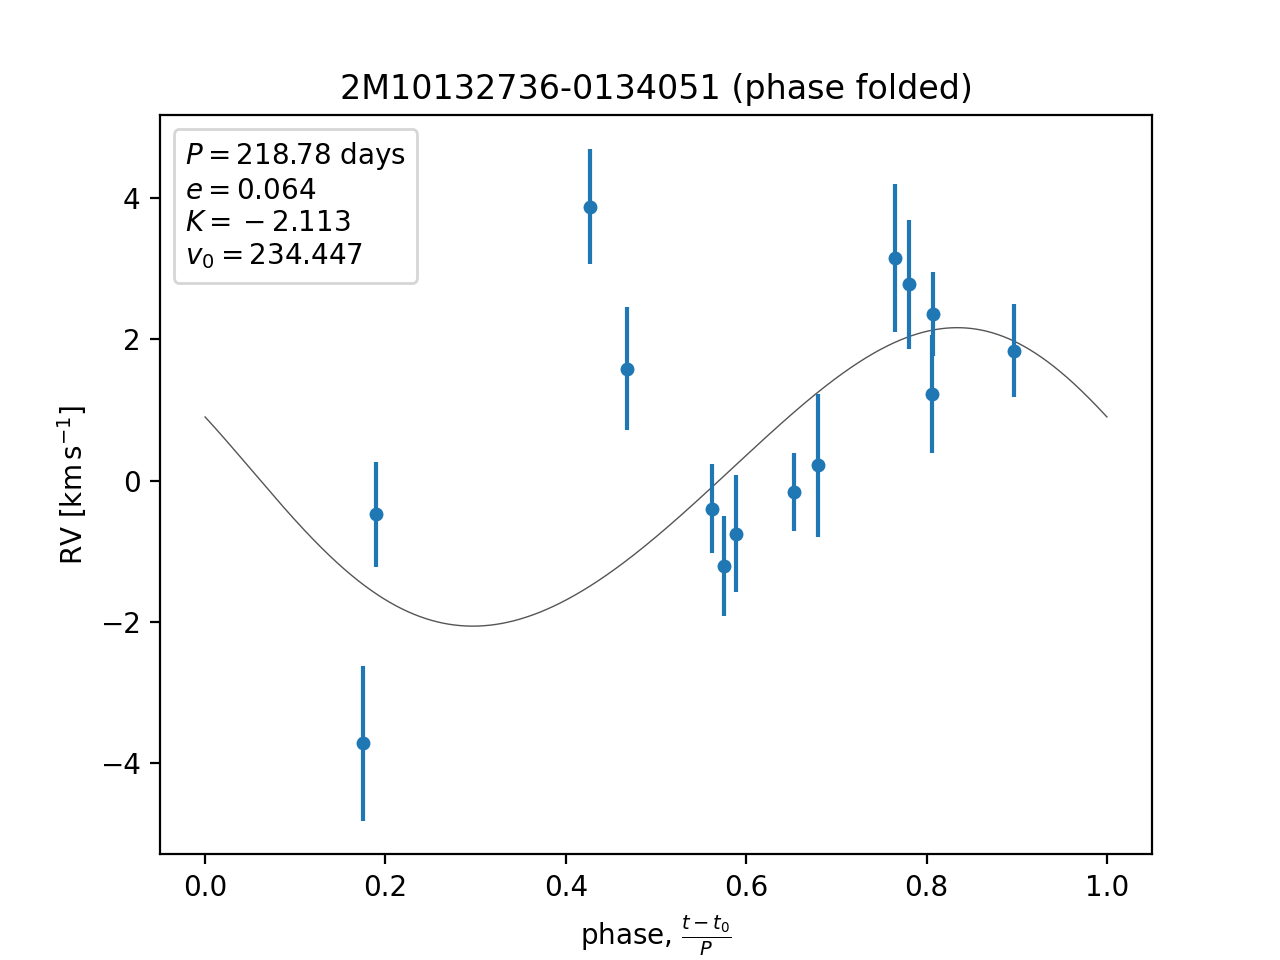 2M10132736-0134051 (phase folded)
P = 218.78 days
e = 0.064
K = −2.113
v₀ = 234.447
4
2
0
−2
−4
RV [km s⁻¹]
0.0 0.2 0.4 0.6 0.8 1.0
phase, (t − t₀)/P